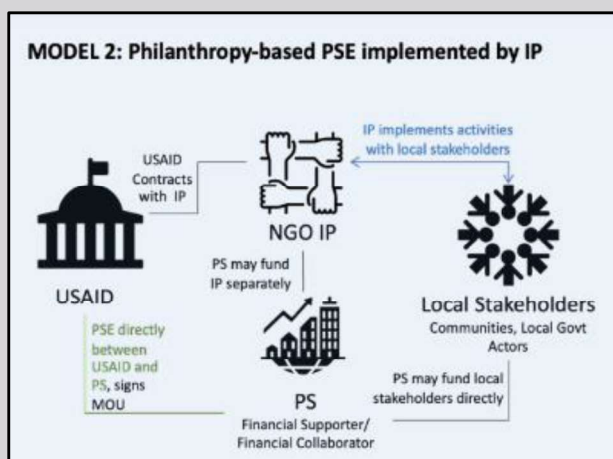 MODEL 2: Philanthropy-based PSE implemented by IP
USAID
Contracts
with IP
IP implements activities
with local stakeholders
NGO IP
PS may fund
IP separately
USAID
Local Stakeholders
Communities, Local Govt
Actors
PSE directly
between
USAID and
PS, signs
MOU
PS
Financial Supporter/
Financial Collaborator
PS may fund local
stakeholders directly